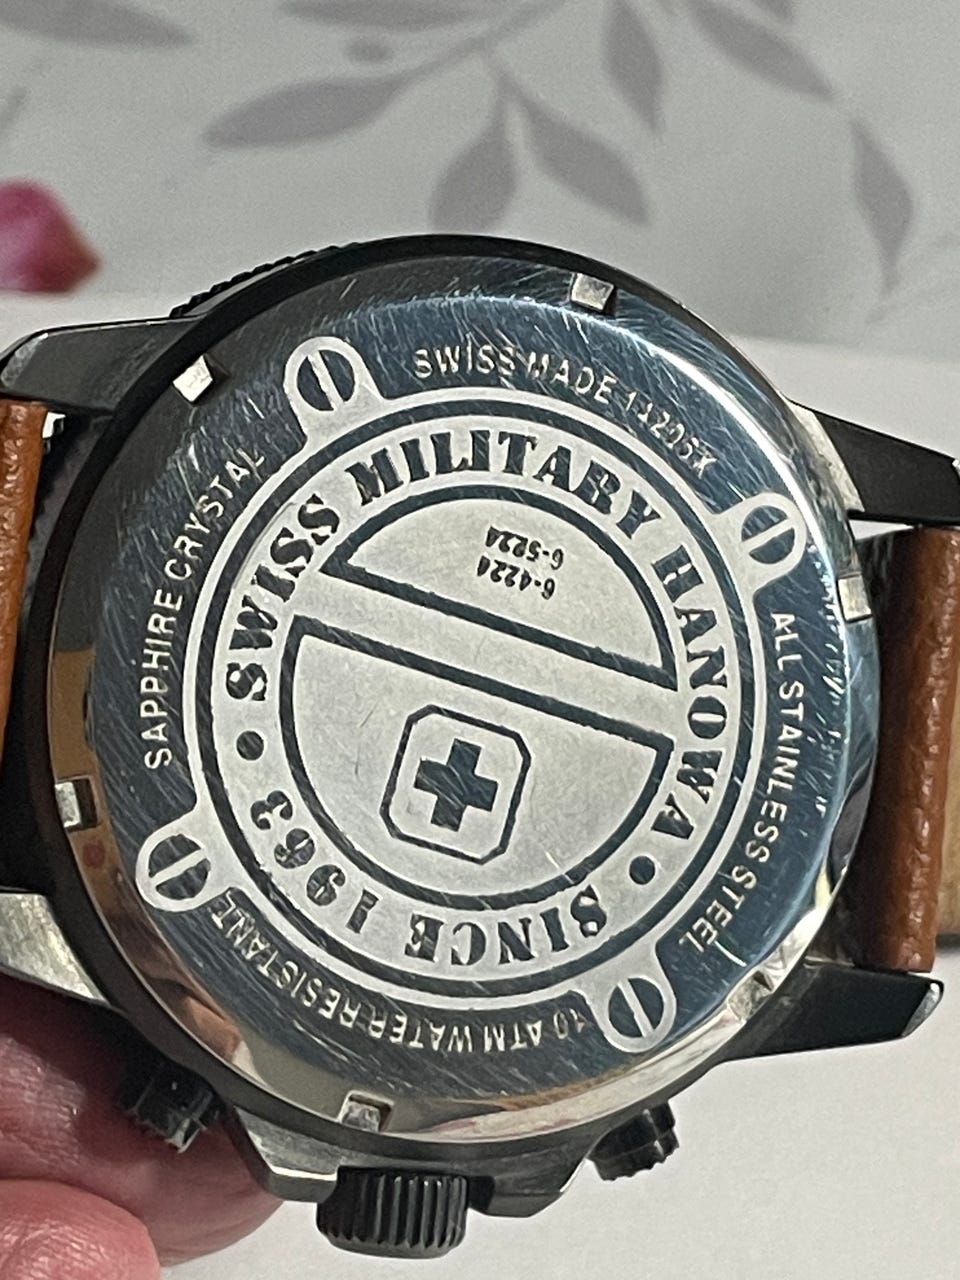 SWISS MILITARY HANOWA
SINCE 1963
6-4224
6-5224
SWISS MADE
ALL STAINLESS STEEL
10 ATM WATER RESISTANT
SAPPHIRE CRYSTAL